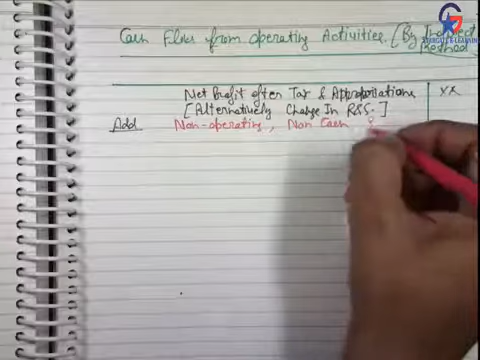 Cash Flows from operating Activities. [By Indirect Method
Net Profit after Tax & Appropriations XX
[Alternatively Change In R&S.]
Add Non-operating, Non Cash &